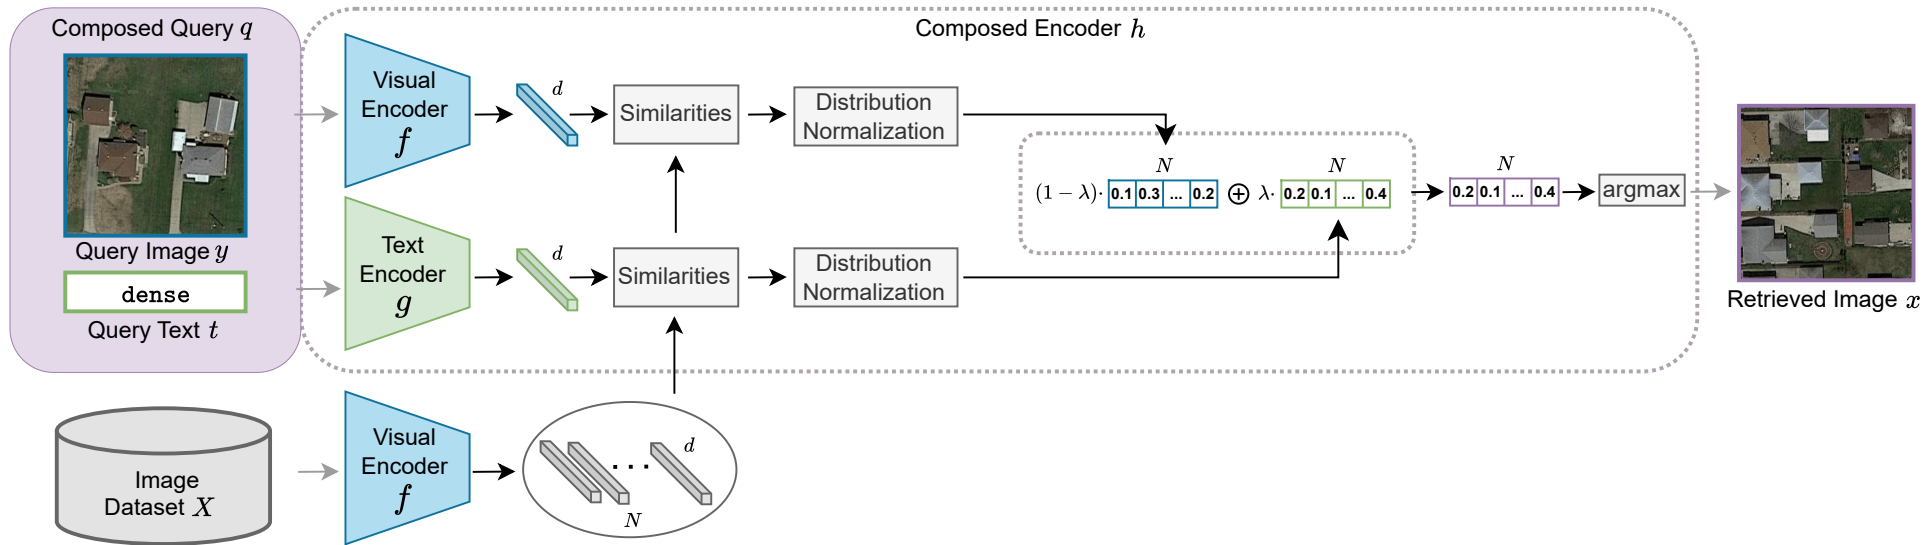 Composed Query q
Query Image y
dense
Query Text t
Image
Dataset X
Composed Encoder h
Visual
Encoder
f
d
Similarities
Distribution
Normalization
Text
Encoder
g
d
Similarities
Distribution
Normalization
Visual
Encoder
f
. . .
d
N
N
(1 − λ)· 0.1 0.3 ... 0.2 ⊕ λ· 0.2 0.1 ... 0.4
N
N
0.2 0.1 ... 0.4
argmax
Retrieved Image x